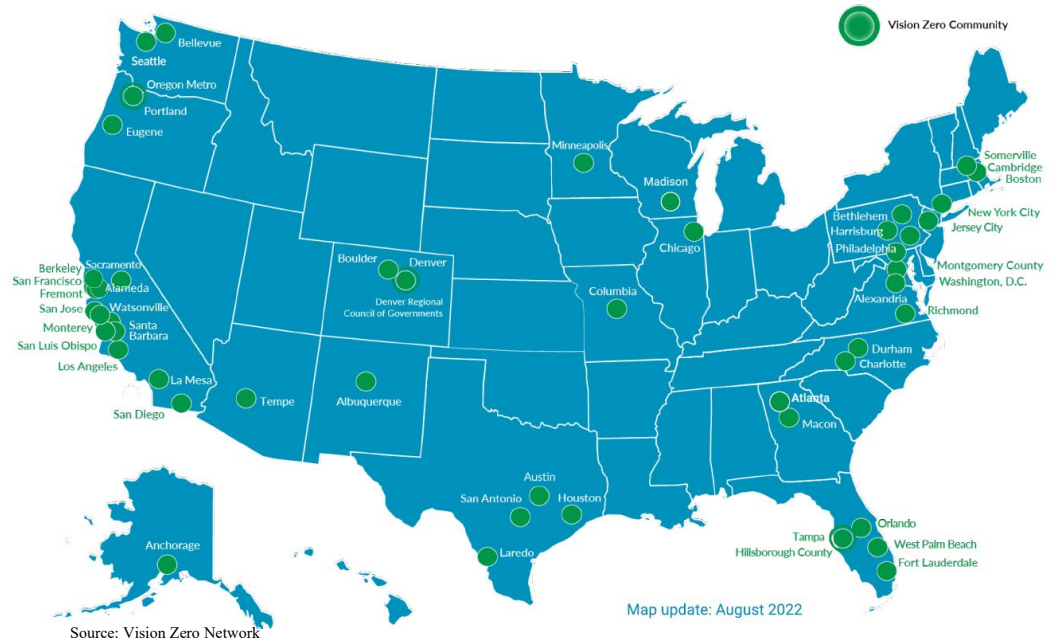 Vision Zero Community
Bellevue
Seattle
Oregon Metro
Portland
Eugene
Minneapolis
Madison
Chicago
Somerville
Cambridge
Boston
New York City
Jersey City
Bethlehem
Harrisburg
Philadelphia
Montgomery County
Washington, D.C.
Alexandria
Richmond
Berkeley
Sacramento
San Francisco
Fremont
Alameda
San Jose
Watsonville
Monterey
Santa
Barbara
San Luis Obispo
Los Angeles
La Mesa
San Diego
Boulder
Denver
Denver Regional
Council of Governments
Columbia
Durham
Charlotte
Atlanta
Macon
Tempe
Albuquerque
Austin
San Antonio
Houston
Laredo
Orlando
Tampa
Hillsborough County
West Palm Beach
Fort Lauderdale
Anchorage
Map update: August 2022
Source: Vision Zero Network